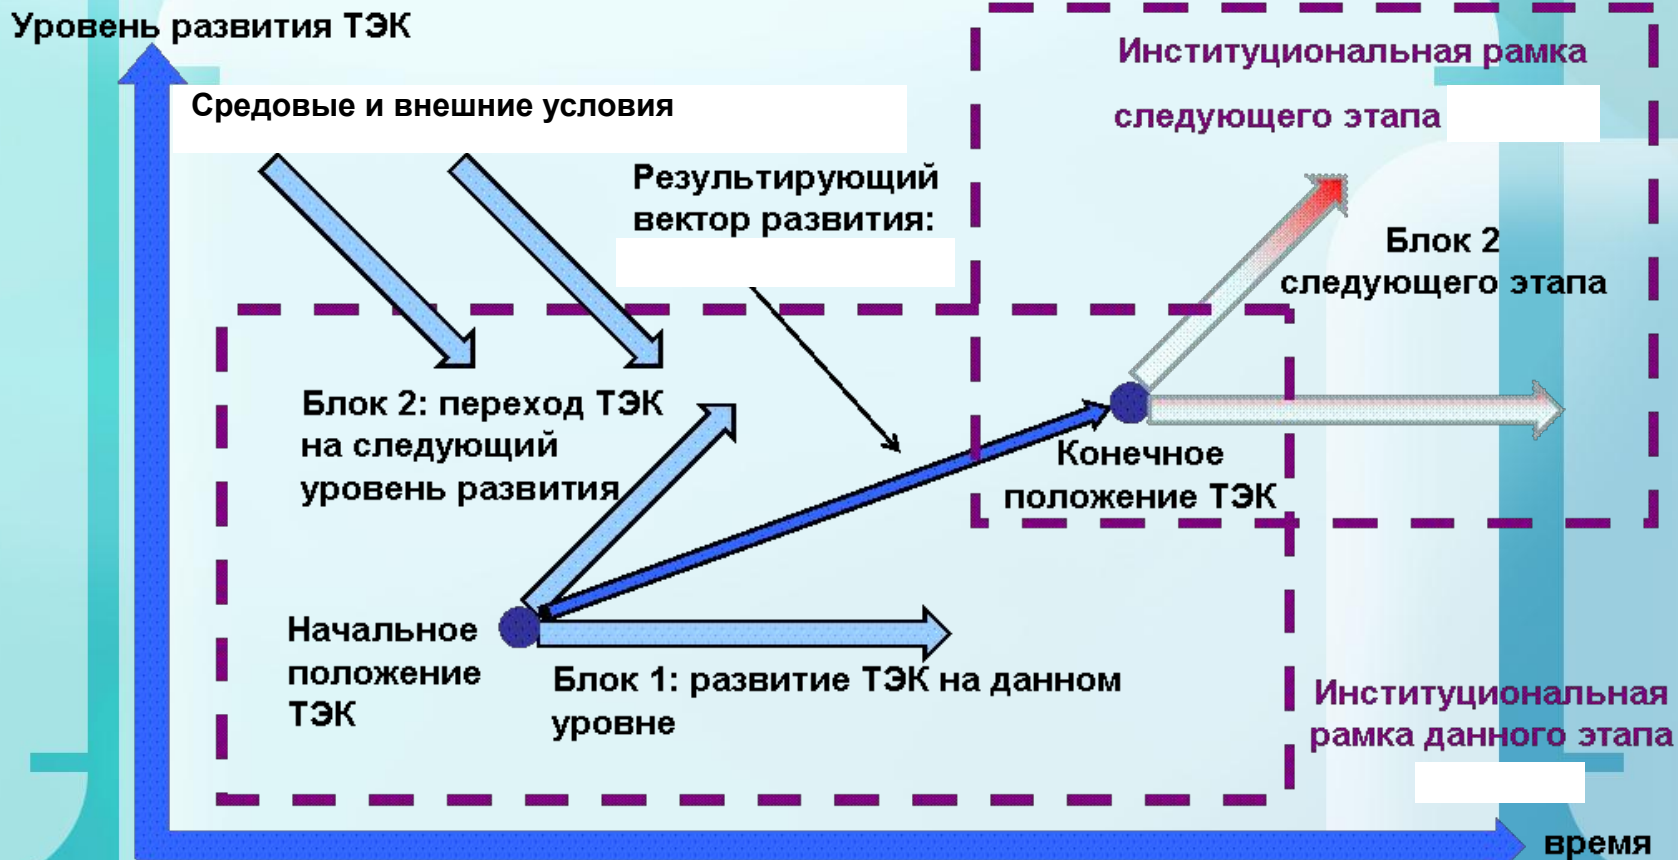 Уровень развития ТЭК
Средовые и внешние условия
Институциональная рамка
следующего этапа
Результирующий
вектор развития:
Блок 2
следующего этапа
Блок 2: переход ТЭК
на следующий
уровень развития
Конечное
положение ТЭК
Начальное
положение
ТЭК
Блок 1: развитие ТЭК на данном
уровне
Институциональная
рамка данного этапа
время